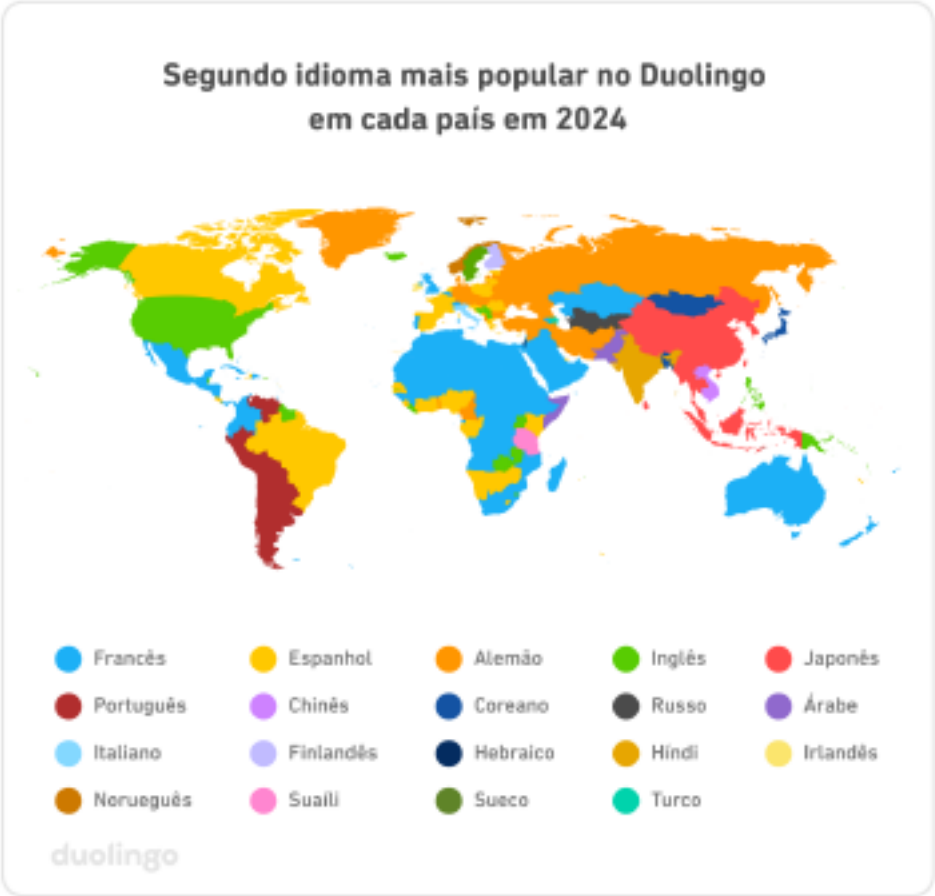 Segundo idioma mais popular no Duolingo
em cada país em 2024
Francês Espanhol Alemão Inglês Japonês
Português Chinês Coreano Russo Árabe
Italiano Finlandês Hebraico Híndi Irlandês
Norueguês Suaíli Sueco Turco
duolingo